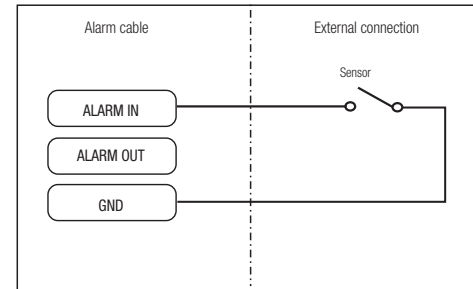 Alarm cable
External connection
Sensor
ALARM IN
ALARM OUT
GND